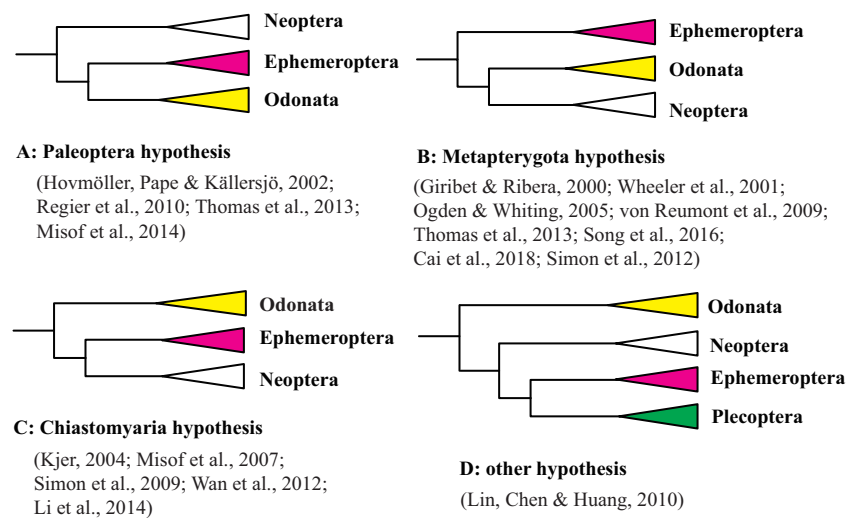 Neoptera
Ephemeroptera
Odonata
A: Paleoptera hypothesis
(Hovmöller, Pape & Källersjö, 2002;
Regier et al., 2010; Thomas et al., 2013;
Misof et al., 2014)
Ephemeroptera
Odonata
Neoptera
B: Metapterygota hypothesis
(Giribet & Ribera, 2000; Wheeler et al., 2001;
Ogden & Whiting, 2005; von Reumont et al., 2009;
Thomas et al., 2013; Song et al., 2016;
Cai et al., 2018; Simon et al., 2012)
Odonata
Ephemeroptera
Neoptera
C: Chiastomyaria hypothesis
(Kjer, 2004; Misof et al., 2007;
Simon et al., 2009; Wan et al., 2012;
Li et al., 2014)
Odonata
Neoptera
Ephemeroptera
Plecoptera
D: other hypothesis
(Lin, Chen & Huang, 2010)